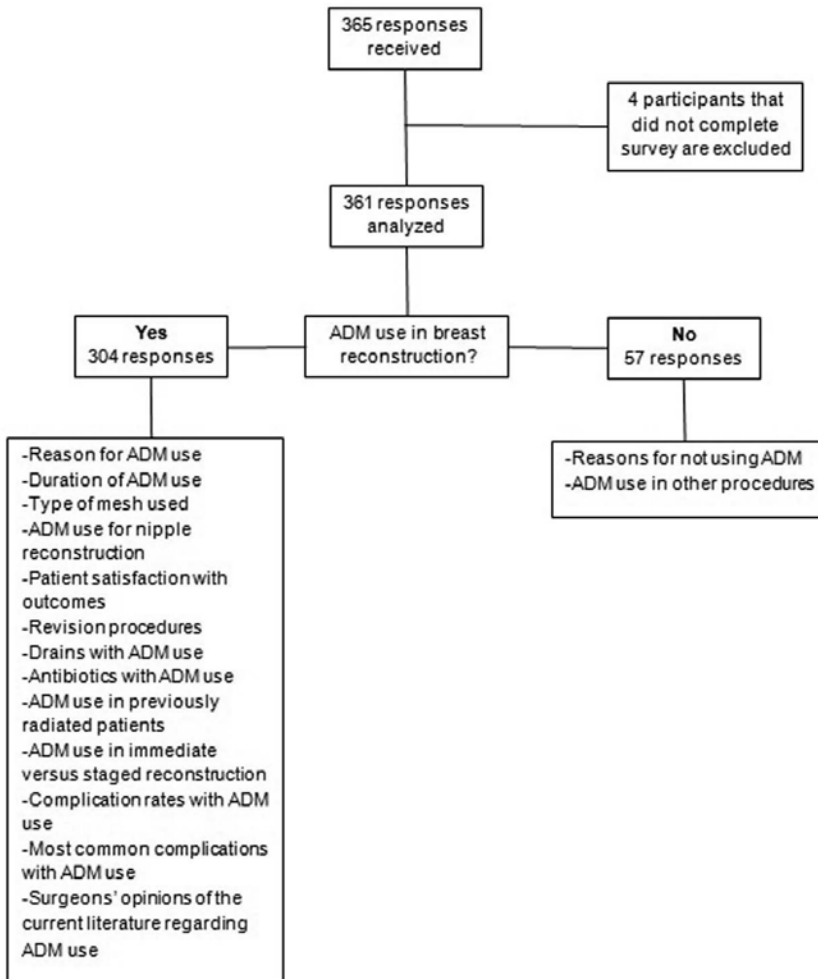 365 responses
received
4 participants that
did not complete
survey are excluded
361 responses
analyzed
Yes
304 responses
ADM use in breast
reconstruction?
No
57 responses
-Reason for ADM use
-Duration of ADM use
-Type of mesh used
-ADM use for nipple
reconstruction
-Patient satisfaction with
outcomes
-Revision procedures
-Drains with ADM use
-Antibiotics with ADM use
-ADM use in previously
radiated patients
-ADM use in immediate
versus staged reconstruction
-Complication rates with ADM
use
-Most common complications
with ADM use
-Surgeons' opinions of the
current literature regarding
ADM use
-Reasons for not using ADM
-ADM use in other procedures